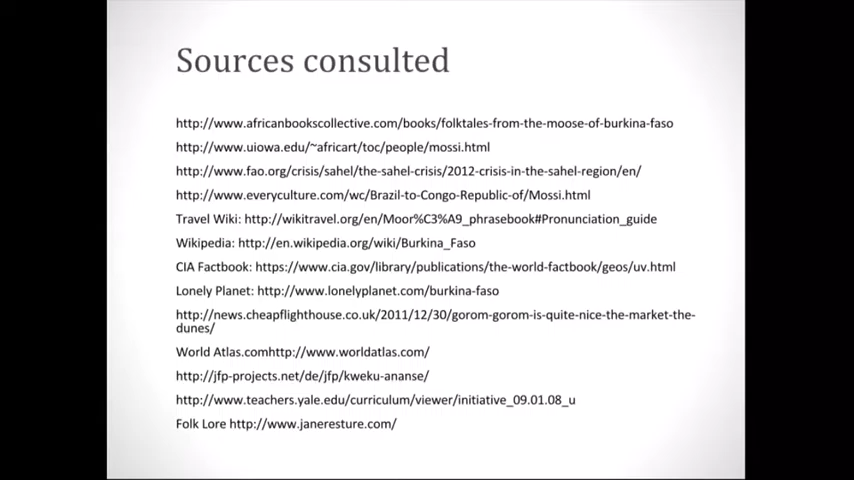 Sources consulted
http://www.africanbookscollective.com/books/folktales-from-the-moose-of-burkina-faso
http://www.uiowa.edu/~africart/toc/people/mossi.html
http://www.fao.org/crisis/sahel/the-sahel-crisis/2012-crisis-in-the-sahel-region/en/
http://www.everyculture.com/wc/Brazil-to-Congo-Republic-of/Mossi.html
Travel Wiki: http://wikitravel.org/en/Moor%C3%A9_phrasebook#Pronunciation_guide
Wikipedia: http://en.wikipedia.org/wiki/Burkina_Faso
CIA Factbook: https://www.cia.gov/library/publications/the-world-factbook/geos/uv.html
Lonely Planet: http://www.lonelyplanet.com/burkina-faso
http://news.cheapflighthouse.co.uk/2011/12/30/gorom-gorom-is-quite-nice-the-market-the-
dunes/
World Atlas.comhttp://www.worldatlas.com/
http://jfp-projects.net/de/jfp/kweku-ananse/
http://www.teachers.yale.edu/curriculum/viewer/initiative_09.01.08_u
Folk Lore http://www.janeresture.com/